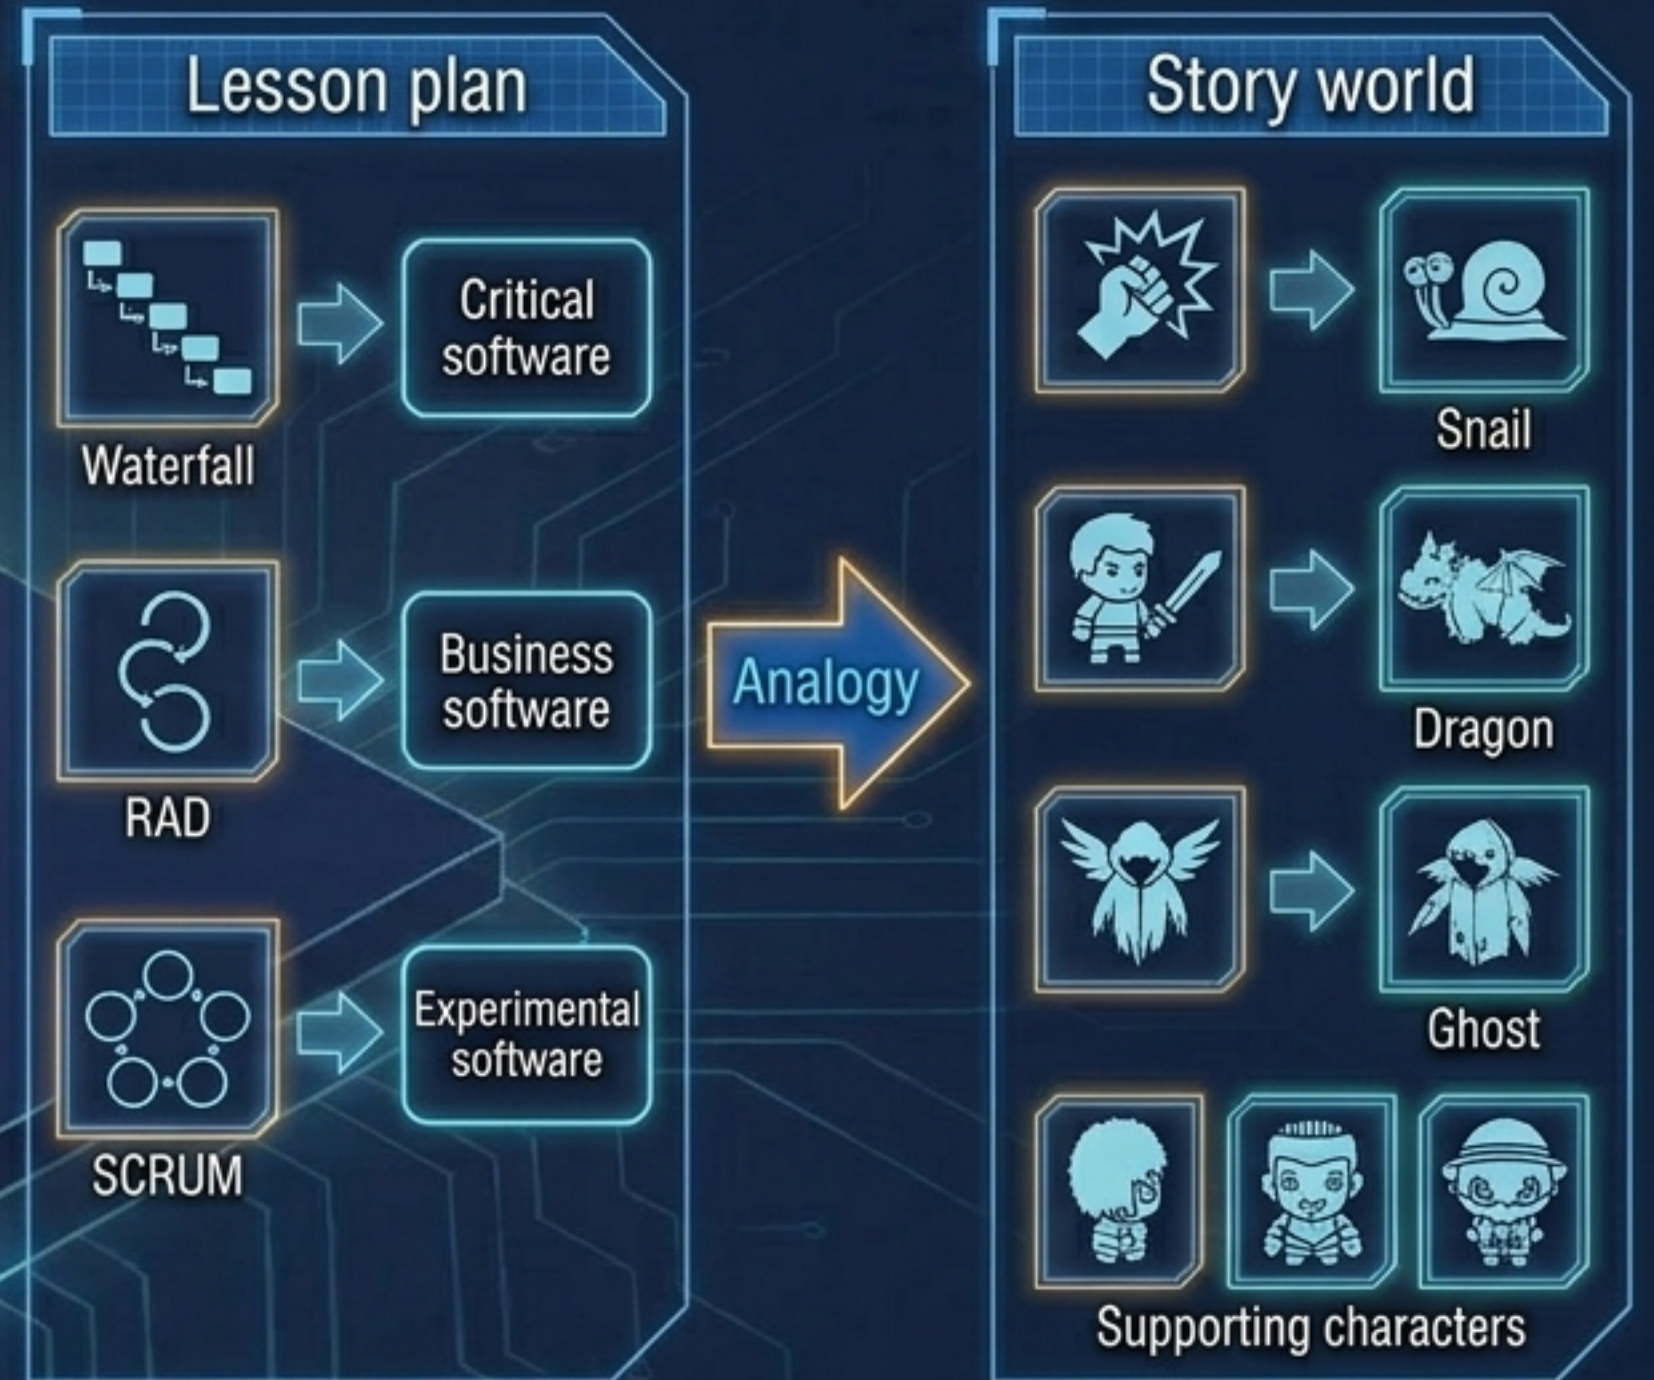 Lesson plan
Critical
software
Waterfall
Business
software
RAD
Experimental
software
SCRUM
Analogy
Story world
Snail
Dragon
Ghost
Supporting characters